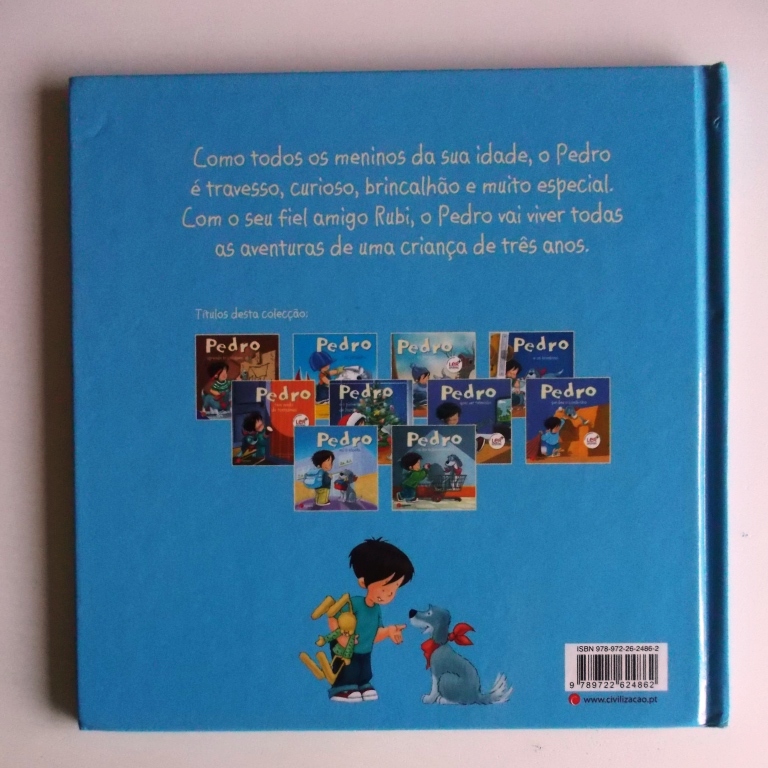 Como todos os meninos da sua idade, o Pedro
é travesso, curioso, brincalhão e muito especial.
Com o seu fiel amigo Rubi, o Pedro vai viver todas
as aventuras de uma criança de três anos.
Títulos desta colecção:
Pedro
Pedro
Pedro
Pedro
Pedro
Pedro
Pedro
Pedro
Pedro
Pedro
ISBN 978-972-26-2486-2
9 789722 624862
www.civilizacao.pt